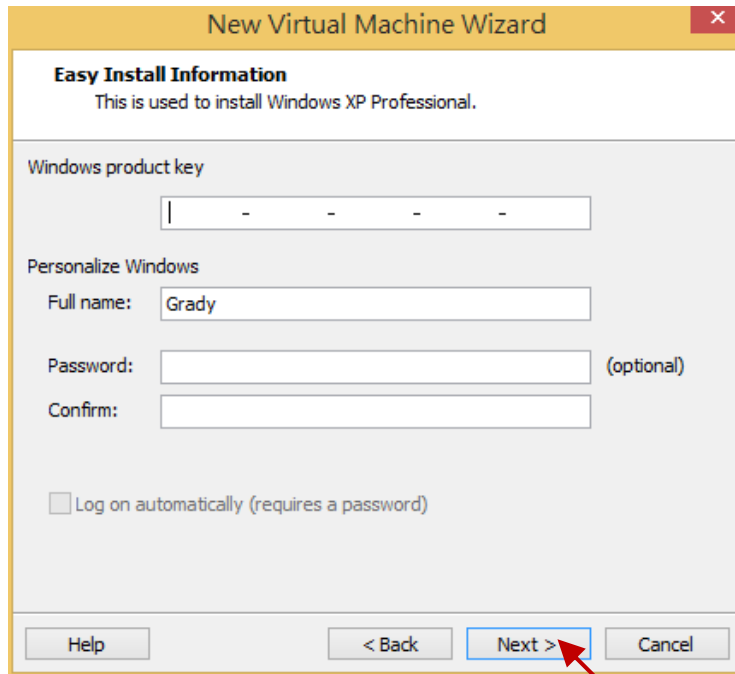 New Virtual Machine Wizard
Easy Install Information
This is used to install Windows XP Professional.
Windows product key
- - - -
Personalize Windows
Full name: Grady
Password: (optional)
Confirm:
Log on automatically (requires a password)
Help < Back Next > Cancel